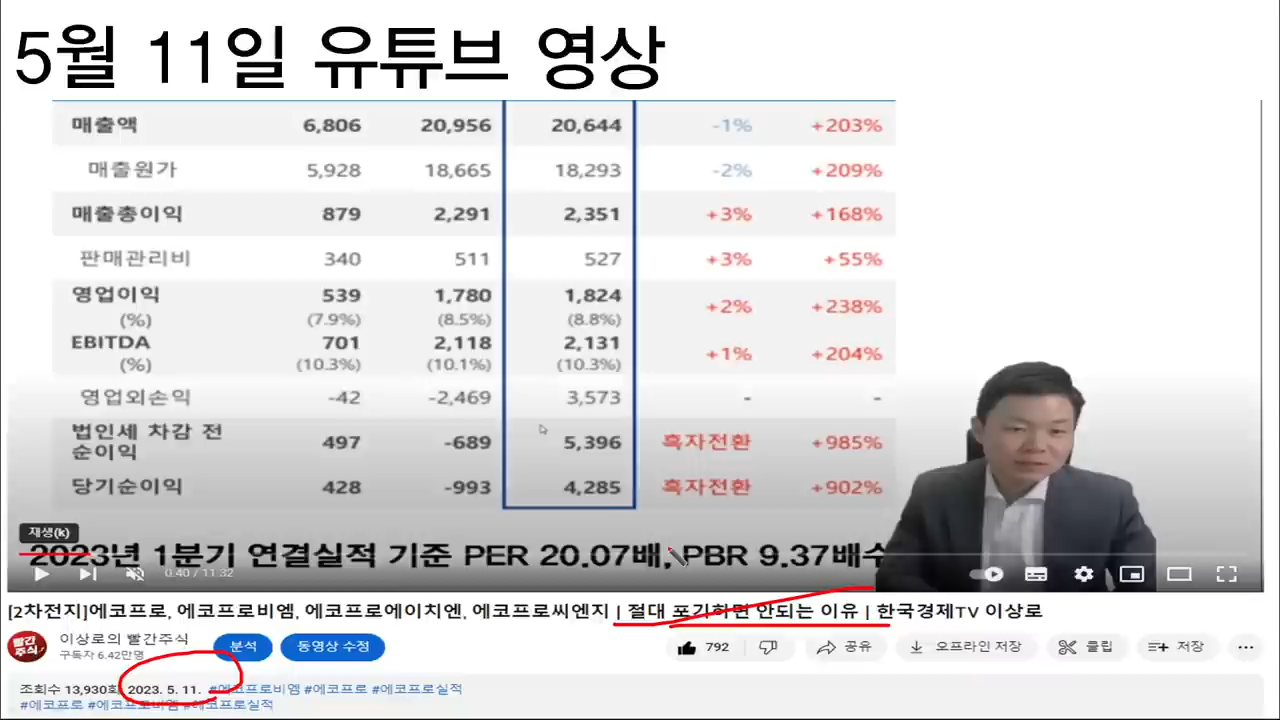 5월 11일 유튜브 영상
매출액 6,806 20,956 20,644 -1% +203%
매출원가 5,928 18,665 18,293 -2% +209%
매출총이익 879 2,291 2,351 +3% +168%
판매관리비 340 511 527 +3% +55%
영업이익 539 1,780 1,824 +2% +238%
(%) (7.9%) (8.5%) (8.8%)
EBITDA 701 2,118 2,131 +1% +204%
(%) (10.3%) (10.1%) (10.3%)
영업외손익 -42 -2,469 3,573 - -
법인세 차감 전
순이익 497 -689 5,396 흑자전환 +985%
당기순이익 428 -993 4,285 흑자전환 +902%
재생(k)
2023년 1분기 연결실적 기준 PER 20.07배, PBR 9.37배수
0:40 / 11:32
[2차전지]에코프로, 에코프로비엠, 에코프로에이치엔, 에코프로씨엔지 | 절대 포기하면 안되는 이유 | 한국경제TV 이상로
빨간주식 이상로의 빨간주식 분석 동영상 수정 792 공유 오프라인 저장 클립 저장
구독자 6.42만명
조회수 13,930회 2023. 5. 11. #에코프로비엠 #에코프로 #에코프로실적
#에코프로 #에코프로비엠 #에코프로실적